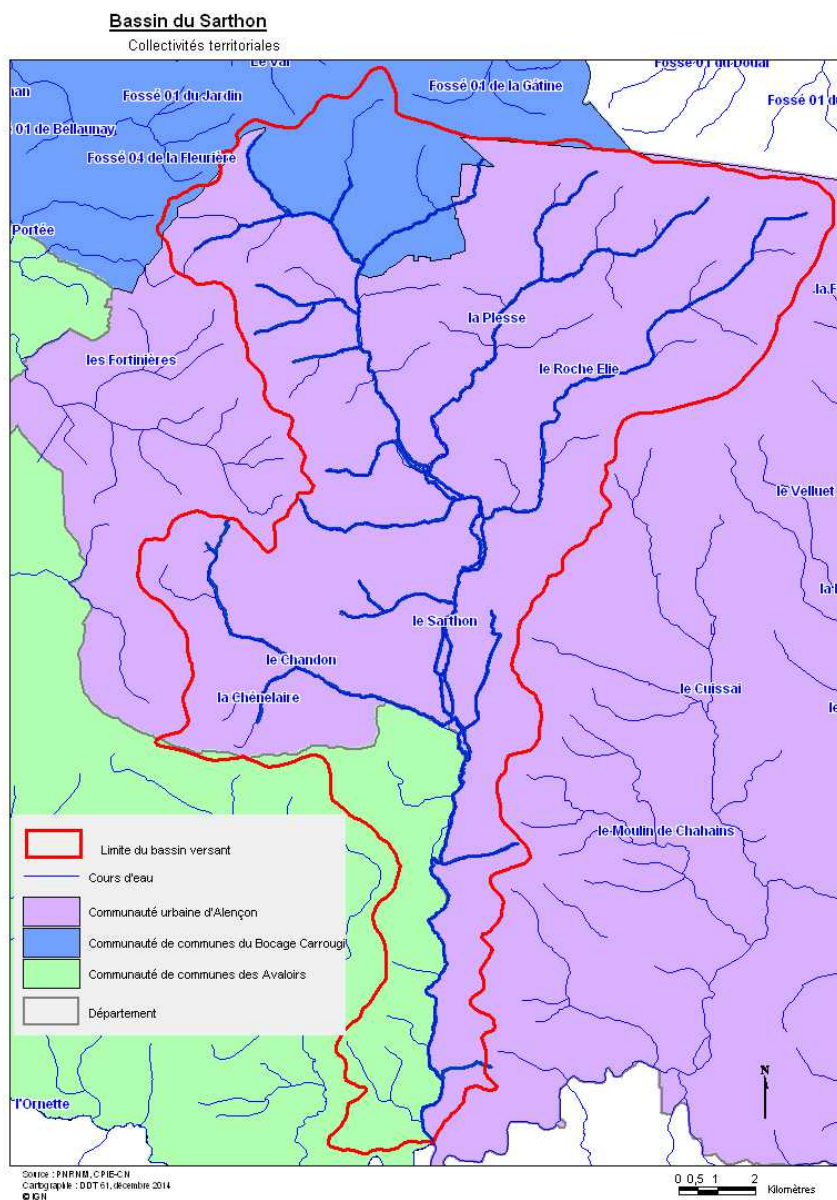 Bassin du Sarthon
Collectivités territoriales
Le Val
Fossé 01 du Douai
Fossé 01 du Jardin
Fossé 01 de la Gâtine
Fossé 01 du
01 de Bellaunay
Fossé 04 de la Fleurière
Portée
la F
la Plesse
les Fortinières
le Roche Elie
le Velluet
le Sarthon
le Chandon
la Chênelaire
le Cuissai
le
le Moulin de Chahains
Limite du bassin versant
Cours d'eau
Communauté urbaine d'Alençon
Communauté de communes du Bocage Carrougi
Communauté de communes des Avaloirs
Département
N
l'Ornette
Source : PNRNM, CPIE-CN
Cartographie : DDT 61, décembre 2014
© IGN
0 0,5 1 2
Kilomètres